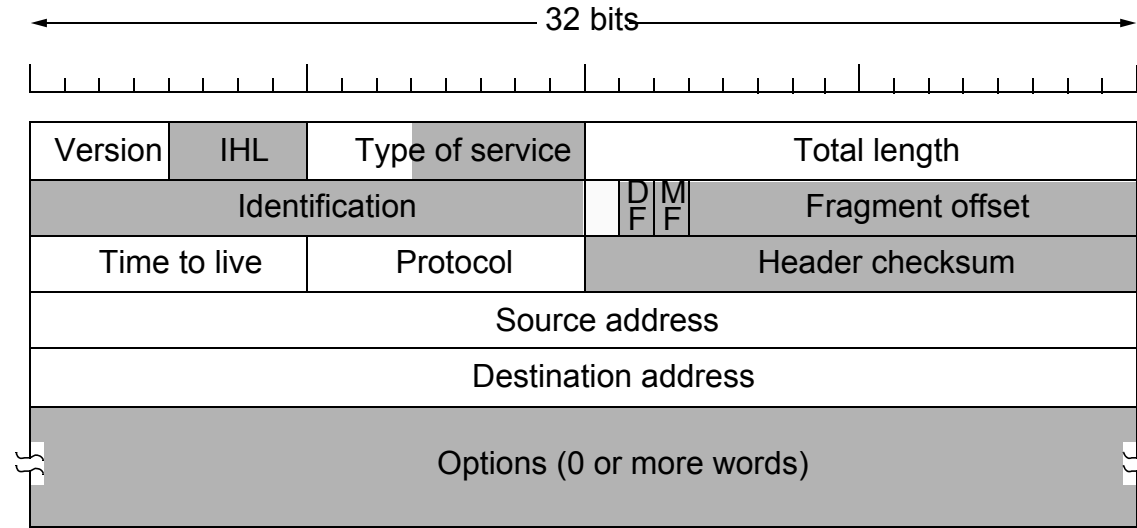 32 bits
Version IHL Type of service Total length
Identification D F M F Fragment offset
Time to live Protocol Header checksum
Source address
Destination address
Options (0 or more words)